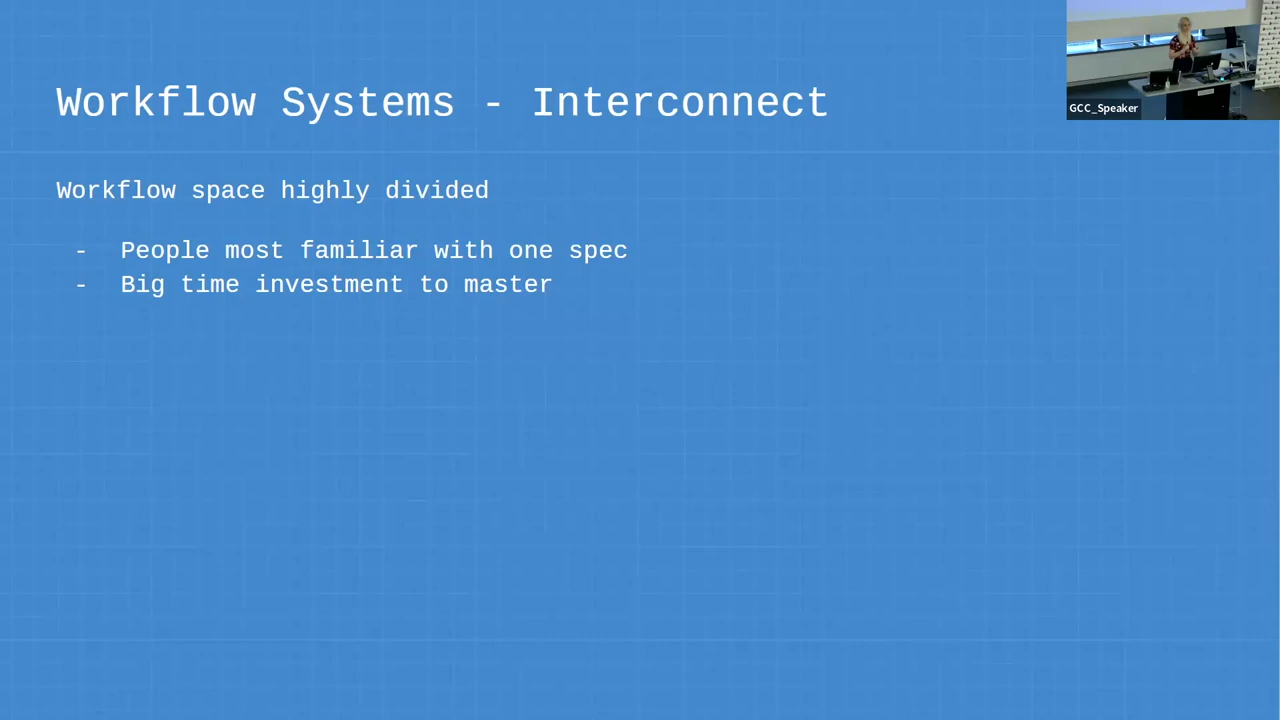 Workflow Systems - Interconnect
GCC_Speaker
Workflow space highly divided
- People most familiar with one spec
- Big time investment to master